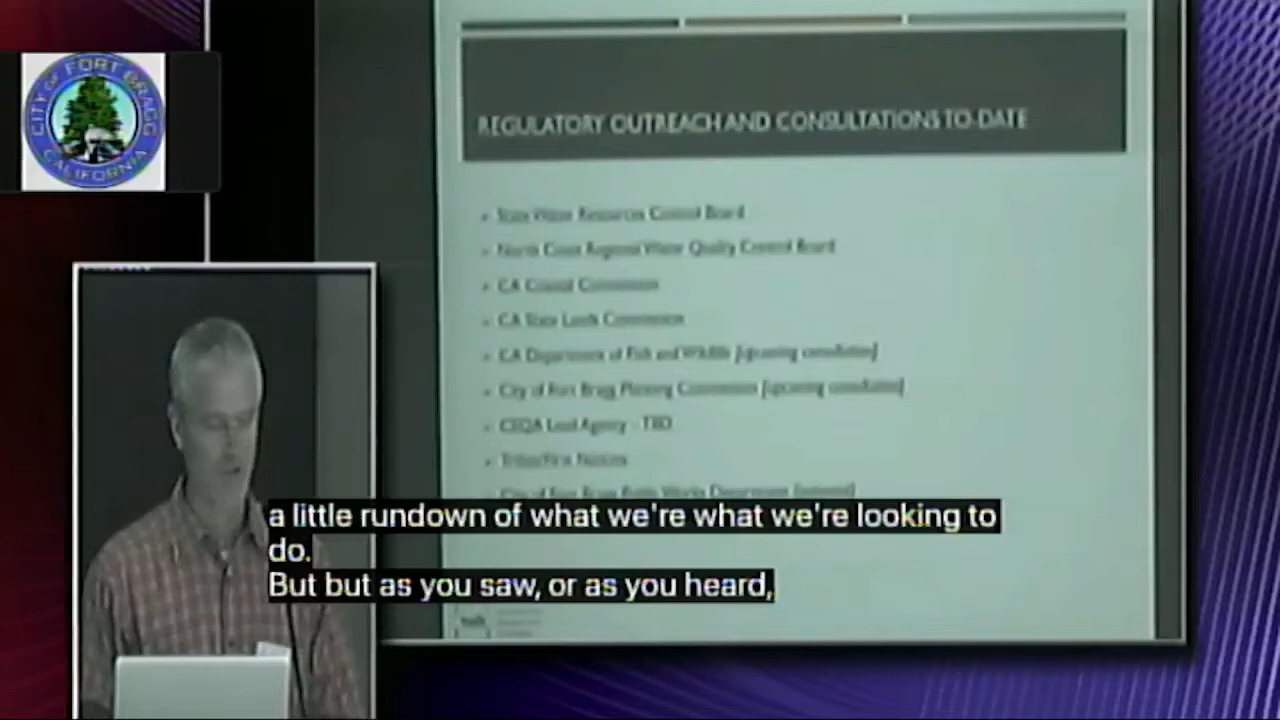 CITY OF FORT BRAGG
CALIFORNIA
REGULATORY OUTREACH AND CONSULTATIONS TO-DATE
State Water Resources Control Board
North Coast Regional Water Quality Control Board
CA Coastal Commission
CA State Lands Commission
CA Department of Fish and Wildlife [upcoming consultation]
City of Fort Bragg Planning Commission [upcoming consultation]
CEQA Lead Agency - TBD
Tribes/First Nations
City of Fort Bragg Public Works Department
a little rundown of what we're what we're looking to
do.
But but as you saw, or as you heard,